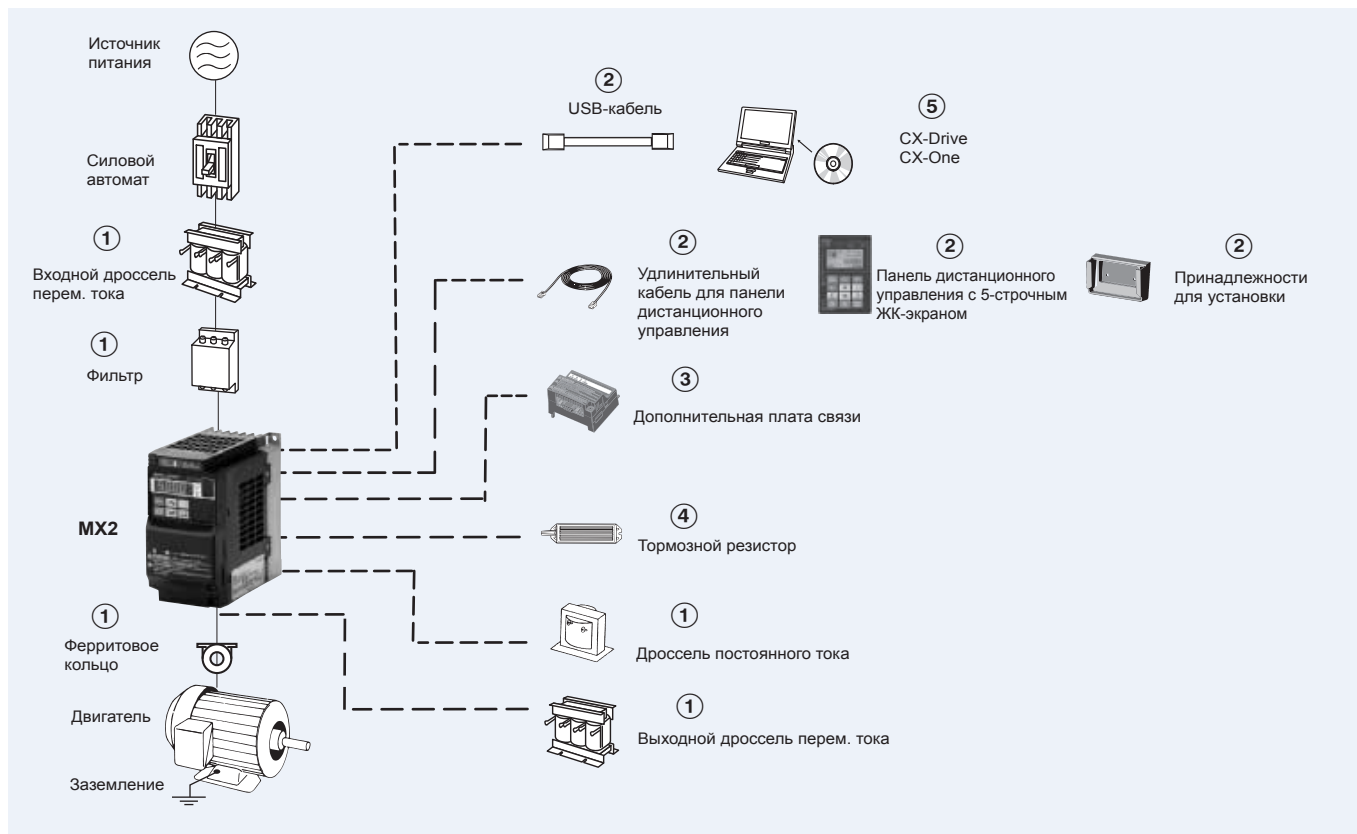 Источник
питания
Силовой
автомат
①
Входной дроссель
перем. тока
①
Фильтр
MX2
①
Ферритовое
кольцо
Двигатель
Заземление
②
USB-кабель
⑤
CX-Drive
CX-One
②
Удлинительный
кабель для панели
дистанционного
управления
②
Панель дистанционного
управления с 5-строчным
ЖК-экраном
②
Принадлежности
для установки
③
Дополнительная плата связи
④
Тормозной резистор
①
Дроссель постоянного тока
①
Выходной дроссель перем. тока